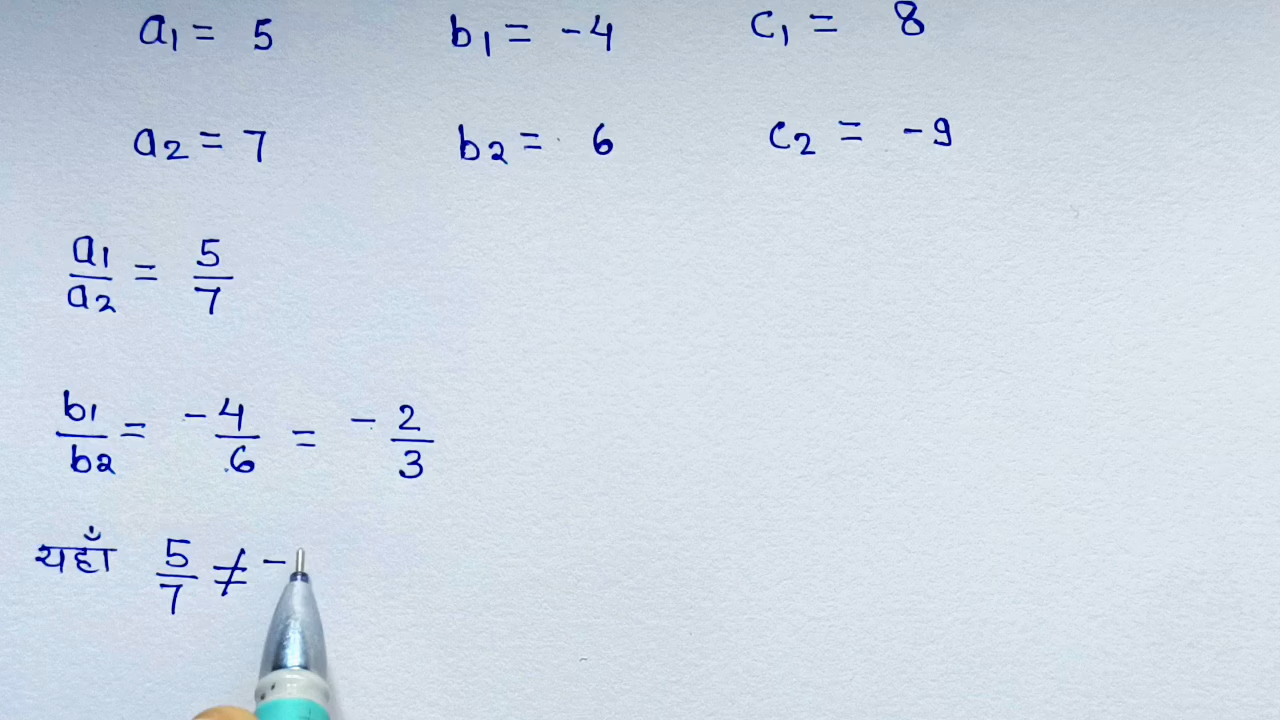 a1 = 5 b1 = -4 c1 = 8
a2 = 7 b2 = 6 c2 = -9
a1/a2 = 5/7
b1/b2 = -4/6 = -2/3
यहाँ 5/7 ≠ -